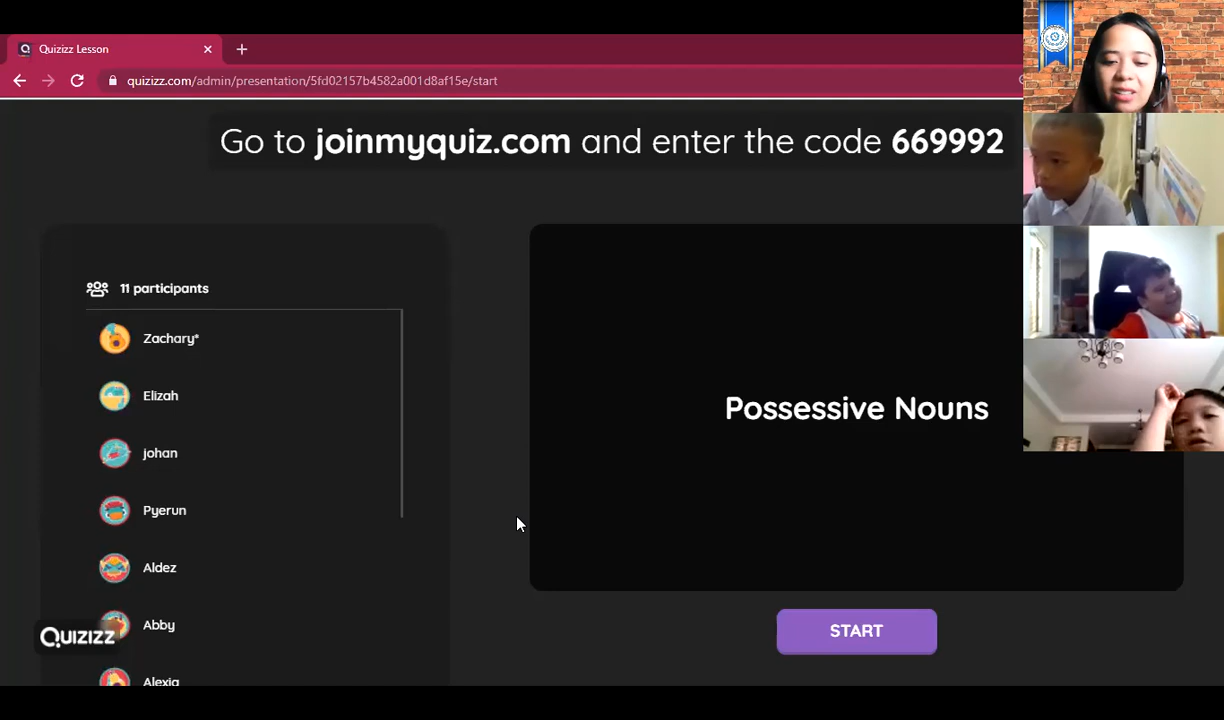 Quizizz Lesson
quizizz.com/admin/presentation/5fd02157b4582a001d8af15e/start
Go to joinmyquiz.com and enter the code 669992
11 participants
Zachary*
Elizah
johan
Pyerun
Aldez
Abby
Alexia
QUIZIZZ
Possessive Nouns
START